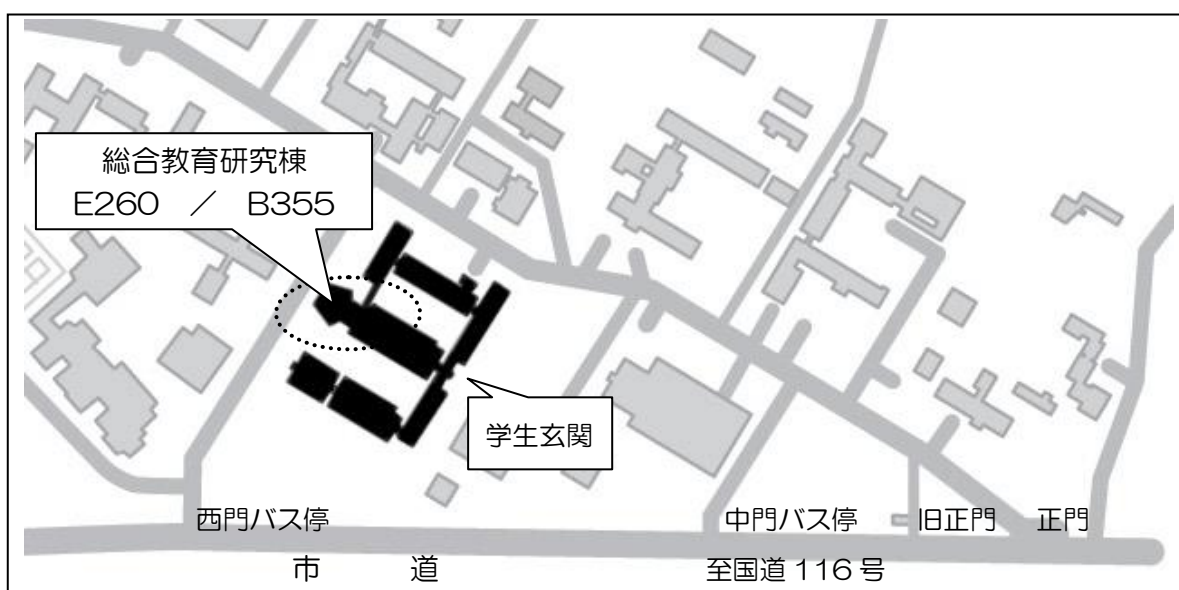 総合教育研究棟
E260 / B355
学生玄関
西門バス停
中門バス停
旧正門
正門
市 道
至国道116号